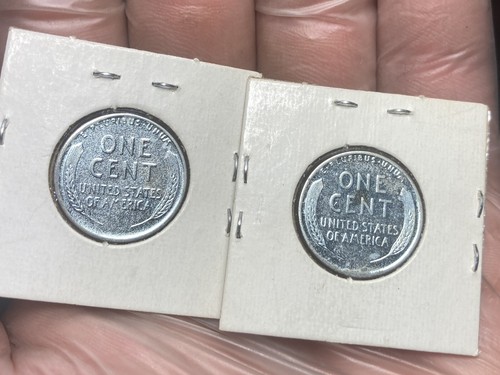 E·PLURIBUS·UNUM
ONE
CENT
UNITED STATES
OF AMERICA
E·PLURIBUS·UNUM
ONE
CENT
UNITED STATES
OF AMERICA